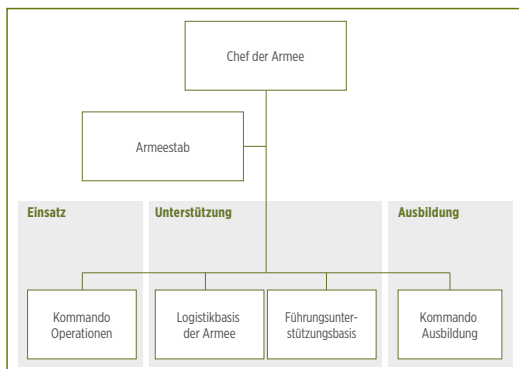 Chef der Armee
Armeestab
Einsatz
Unterstützung
Ausbildung
Kommando
Operationen
Logistikbasis
der Armee
Führungsunter-
stützungsbasis
Kommando
Ausbildung